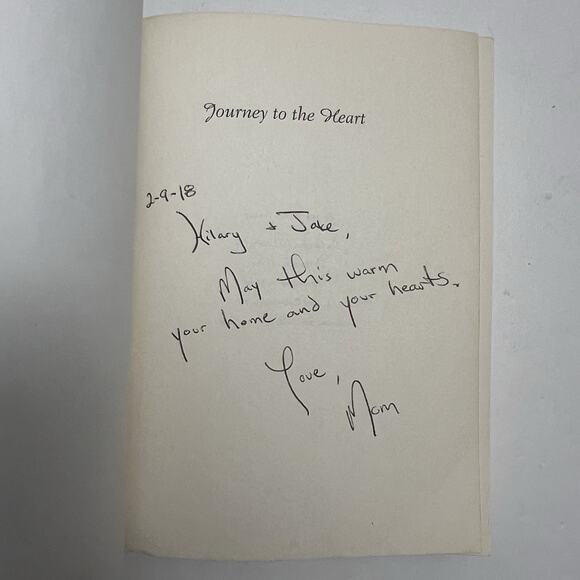 Journey to the Heart
2-9-18
Hilary & Jake,
May this warm
your home and your hearts.
Love,
Mom